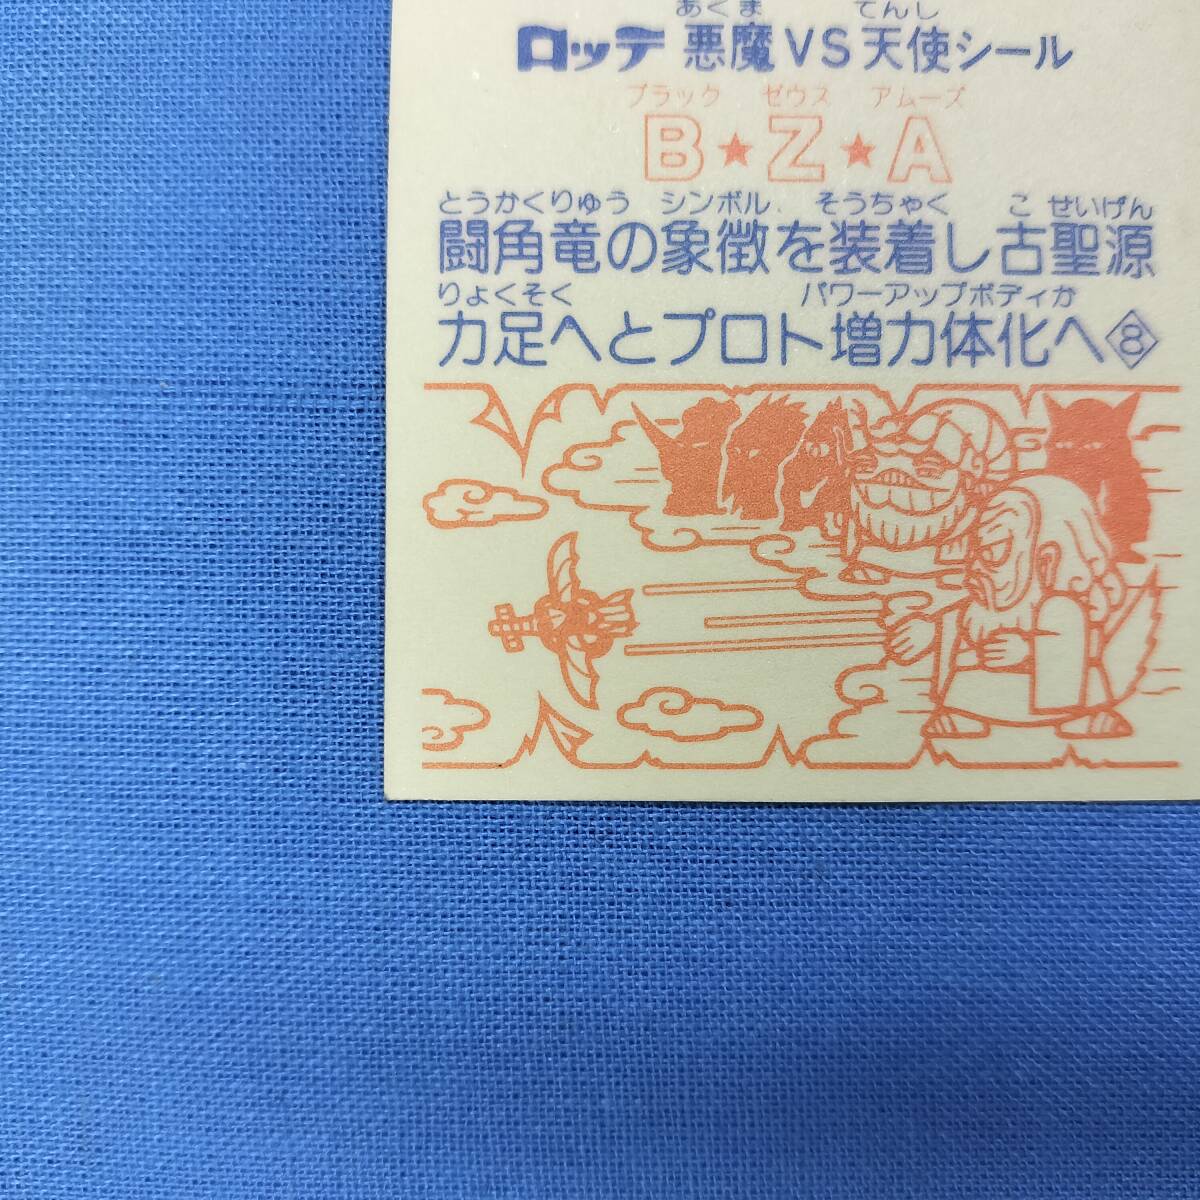 あくま てんし
ロッテ 悪魔VS天使シール
ブラック ゼウス アムーズ
B★Z★A
とうかくりゅう シンボル そうちゃく こ せいげん
闘角竜の象徴を装着し古聖源
りょくそく パワーアップボディか
力足へとプロト増力体化へ⑧